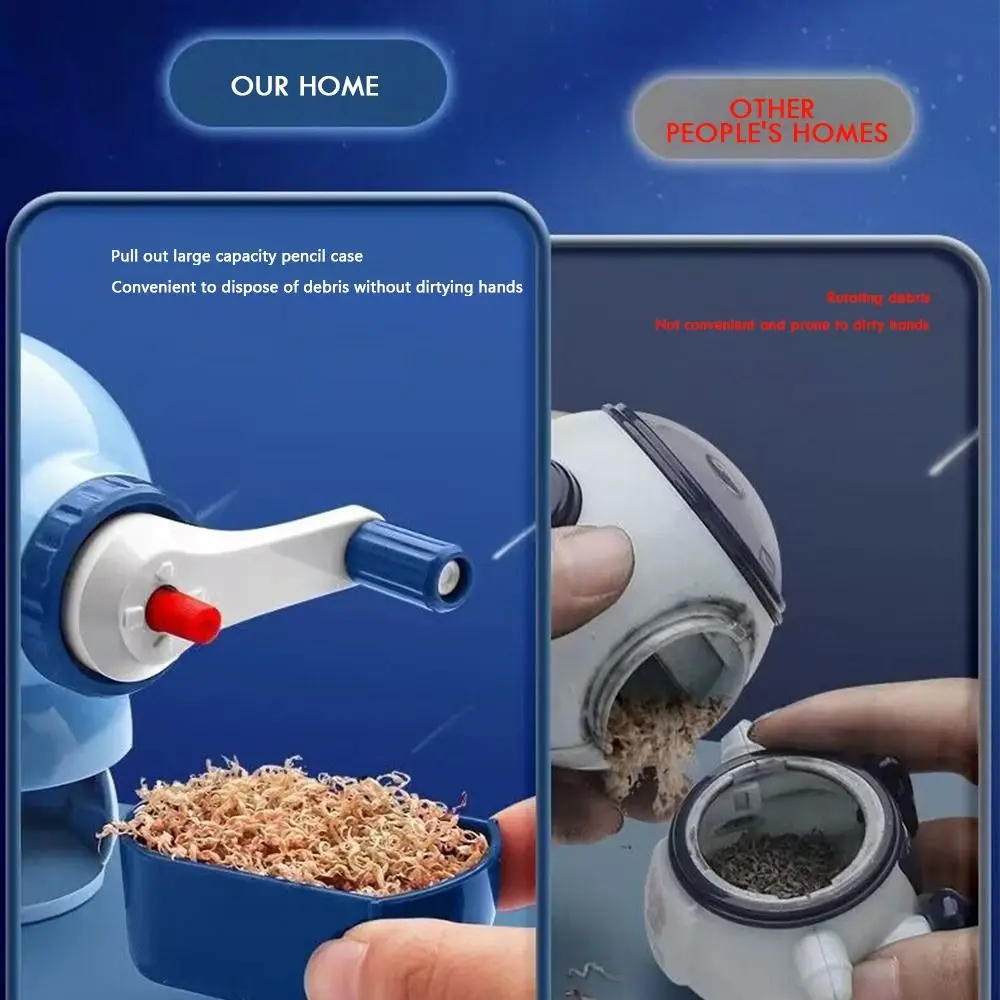 OUR HOME
OTHER
PEOPLE'S HOMES
Pull out large capacity pencil case
Convenient to dispose of debris without dirtying hands
Rotating debris
Not convenient and prone to dirty hands